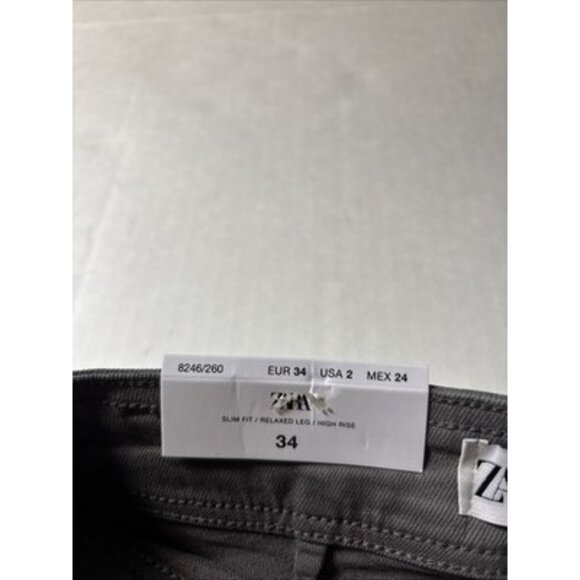 8246/260 EUR 34 USA 2 MEX 24
ZARA
SLIM FIT / RELAXED LEG / HIGH RISE
34